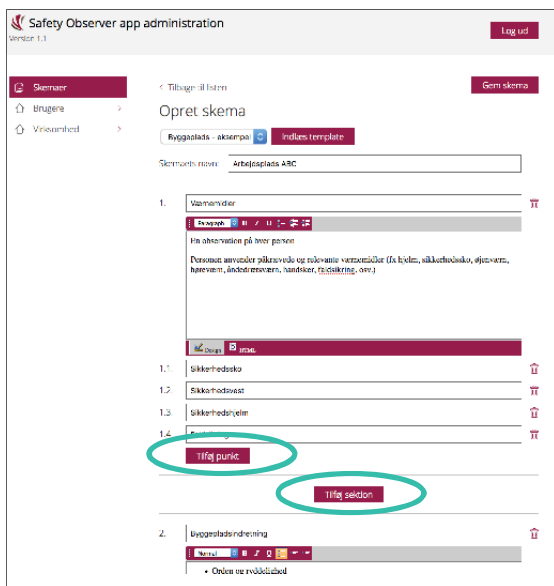 Safety Observer app administration
Version 1.1
Log ud
Skemaer
Brugere
Virksomhed
< Tilbage til listen
Gem skema
Opret skema
Byggeplads - eksempel
Indlæs template
Skemaets navn:
Arbejdsplads ABC
1.
Værnemidler
Paragraph B I U
En observation på hver person
Personen anvender påkrævede og relevante værnemidler (fx hjelm, sikkerhedssko, øjenværn,
høreværn, åndedrætsværn, handsker, faldsikring, osv.)
Design HTML
1.1. Sikkerhedssko
1.2. Sikkerhedsvest
1.3. Sikkerhedshjelm
1.4.
Tilføj punkt
Tilføj sektion
2. Byggepladsindretning
Normal B I U
• Orden og ryddelighed